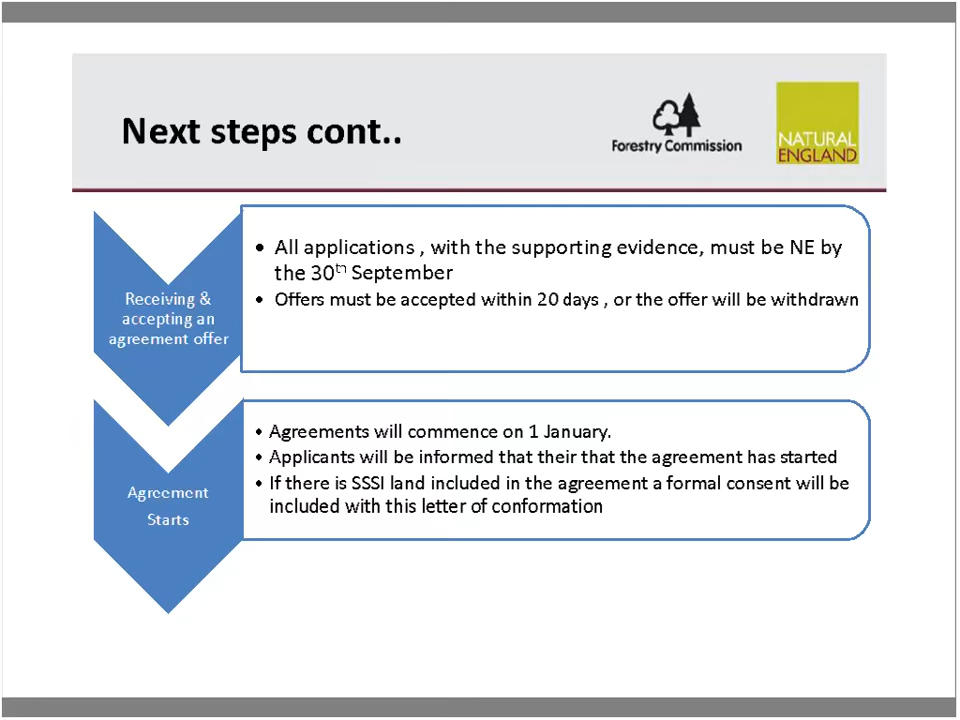 Next steps cont..
Forestry Commission
NATURAL
ENGLAND
Receiving &
accepting an
agreement offer
• All applications , with the supporting evidence, must be NE by
the 30th September
• Offers must be accepted within 20 days , or the offer will be withdrawn
Agreement
Starts
• Agreements will commence on 1 January.
• Applicants will be informed that their that the agreement has started
• If there is SSSI land included in the agreement a formal consent will be
included with this letter of conformation